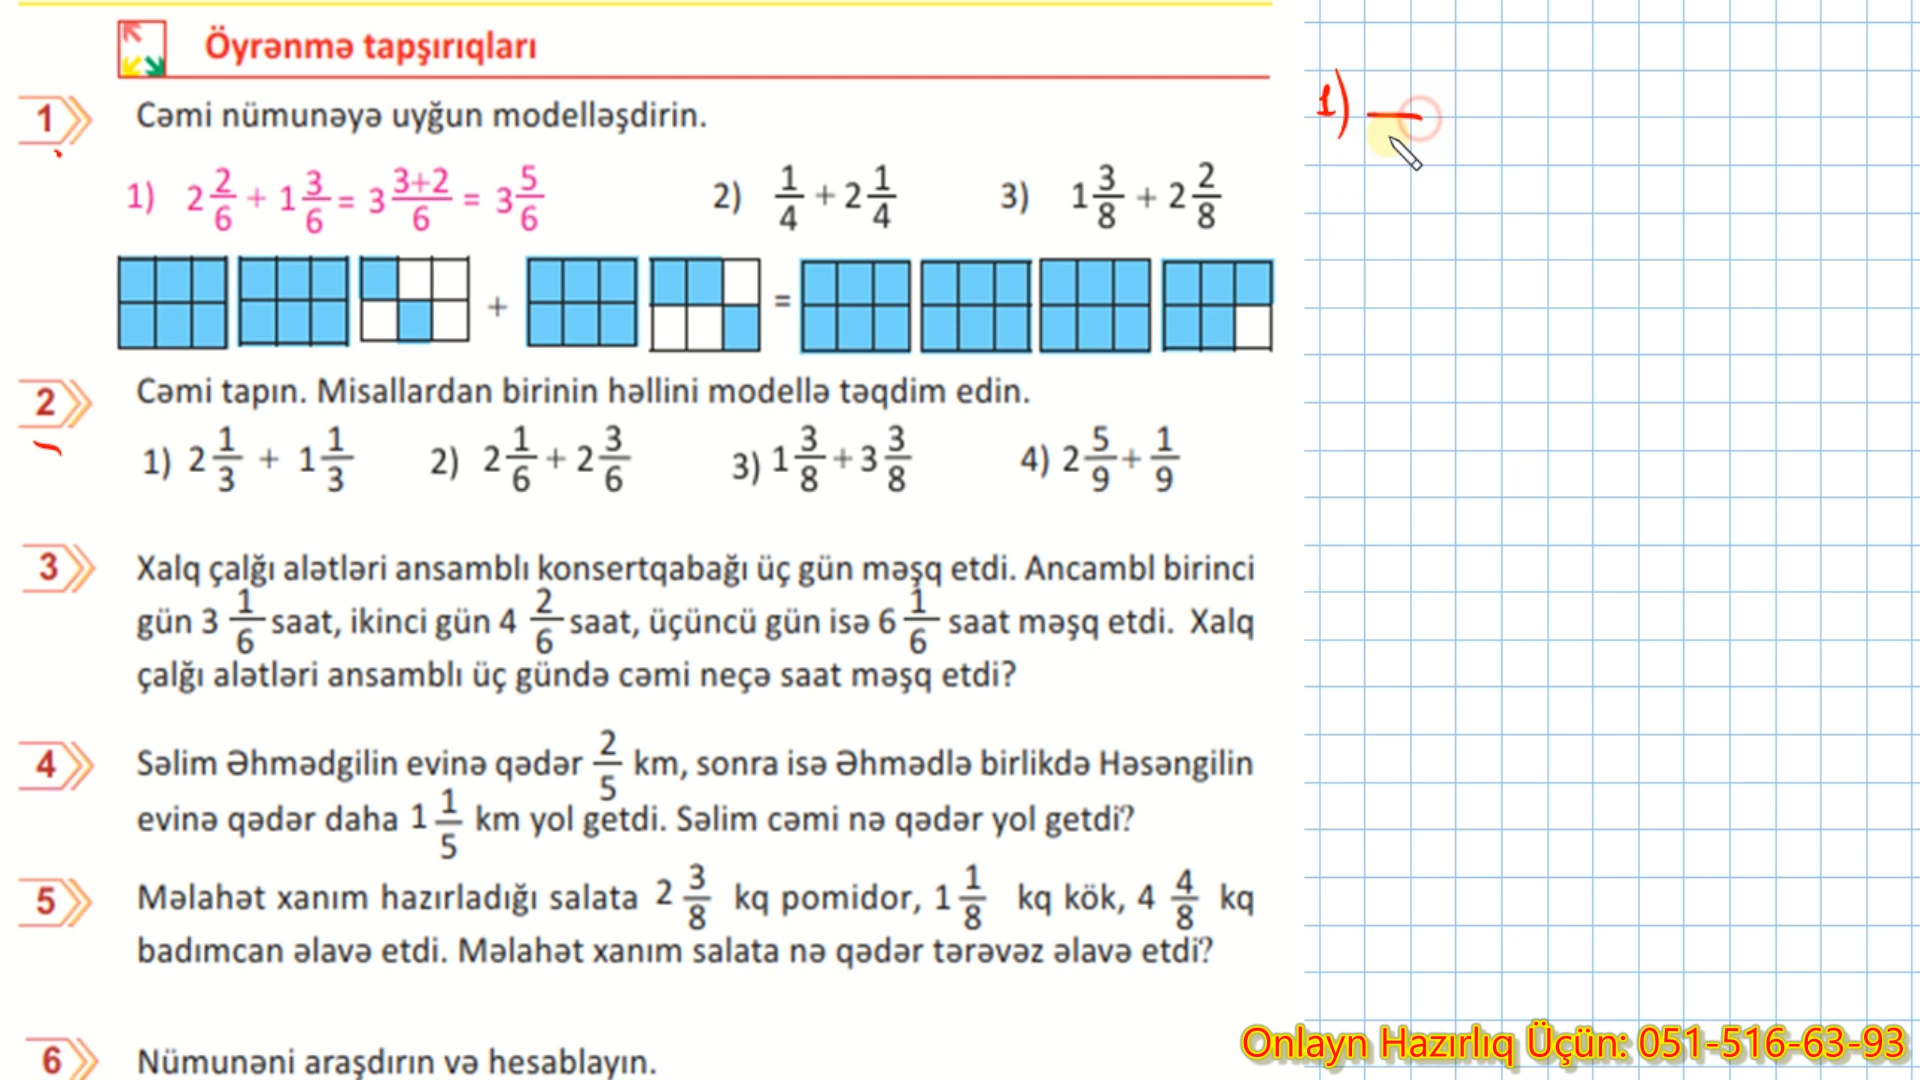 Öyrənmə tapşırıqları
1 Cəmi nümunəyə uyğun modelləşdirin.
1) 2 2/6 + 1 3/6 = 3 3+2/6 = 3 5/6 2) 1/4 + 2 1/4 3) 1 3/8 + 2 2/8
+ =
2 Cəmi tapın. Misallardan birinin həllini modellə təqdim edin.
1) 2 1/3 + 1 1/3 2) 2 1/6 + 2 3/6 3) 1 3/8 + 3 3/8 4) 2 5/9 + 1/9
3 Xalq çalğı alətləri ansamblı konsertqabağı üç gün məşq etdi. Ancambl birinci
gün 3 1/6 saat, ikinci gün 4 2/6 saat, üçüncü gün isə 6 1/6 saat məşq etdi. Xalq
çalğı alətləri ansamblı üç gündə cəmi neçə saat məşq etdi?
4 Səlim Əhmədgilin evinə qədər 2/5 km, sonra isə Əhmədlə birlikdə Həsəngilin
evinə qədər daha 1 1/5 km yol getdi. Səlim cəmi nə qədər yol getdi?
5 Məlahət xanım hazırladığı salata 2 3/8 kq pomidor, 1 1/8 kq kök, 4 4/8 kq
badımcan əlavə etdi. Məlahət xanım salata nə qədər tərəvəz əlavə etdi?
6 Nümunəni araşdırın və hesablayın.
1)
Onlayn Hazırlıq Üçün: 051-516-63-93